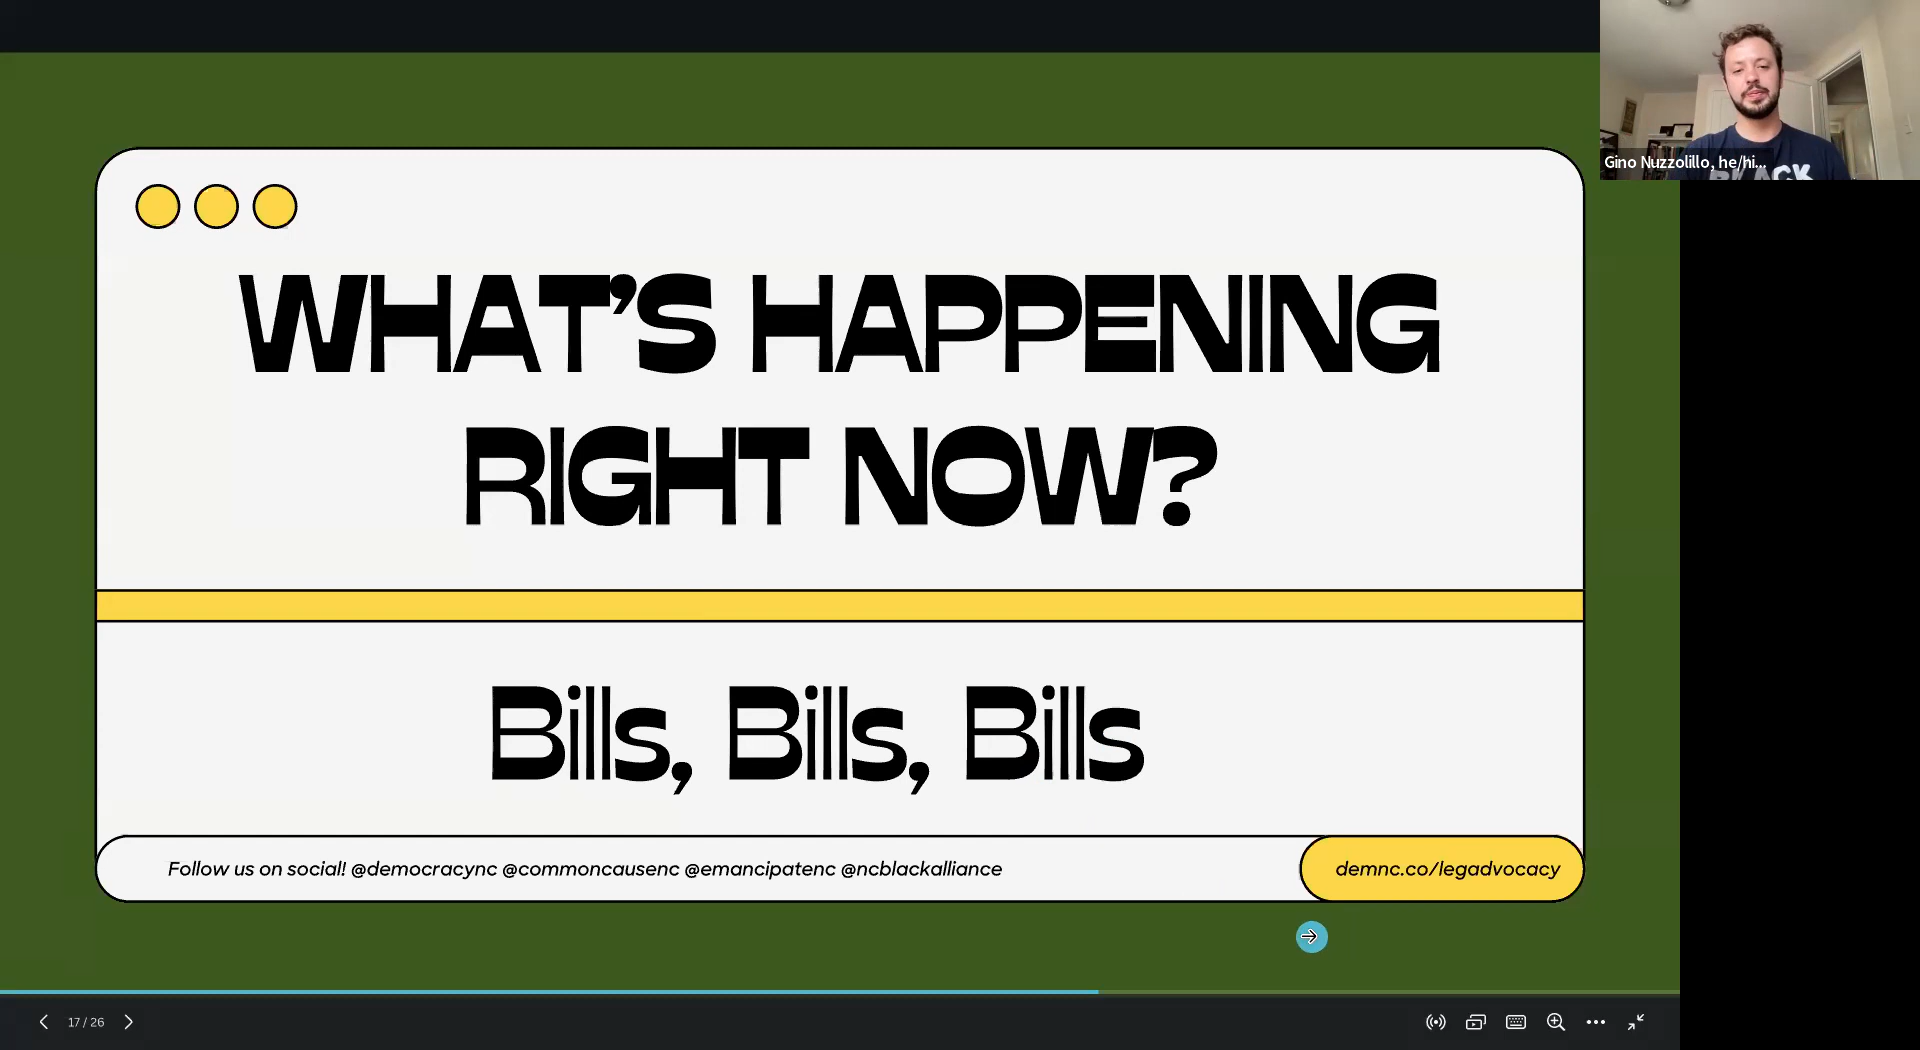 WHAT'S HAPPENING
RIGHT NOW?
Bills, Bills, Bills
Follow us on social! @democracync @commoncausenc @emancipatenc @ncblackalliance
demnc.co/legadvocacy
Gino Nuzzolillo, he/hi...
BLACK
17 / 26